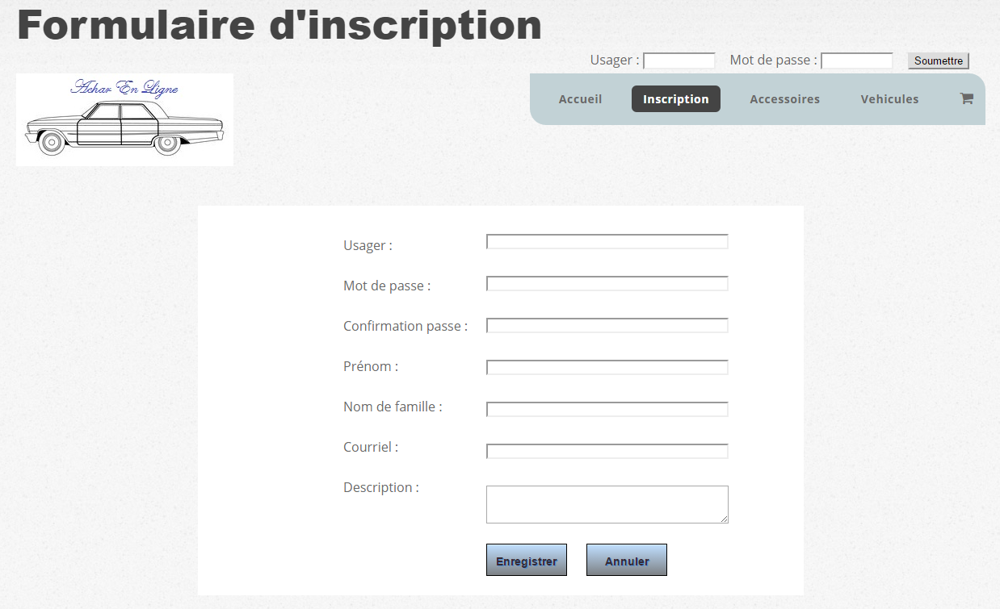 Formulaire d'inscription
Usager : Mot de passe : Soumettre
Achar En Ligne
Accueil Inscription Accessoires Vehicules
Usager :
Mot de passe :
Confirmation passe :
Prénom :
Nom de famille :
Courriel :
Description :
Enregistrer Annuler